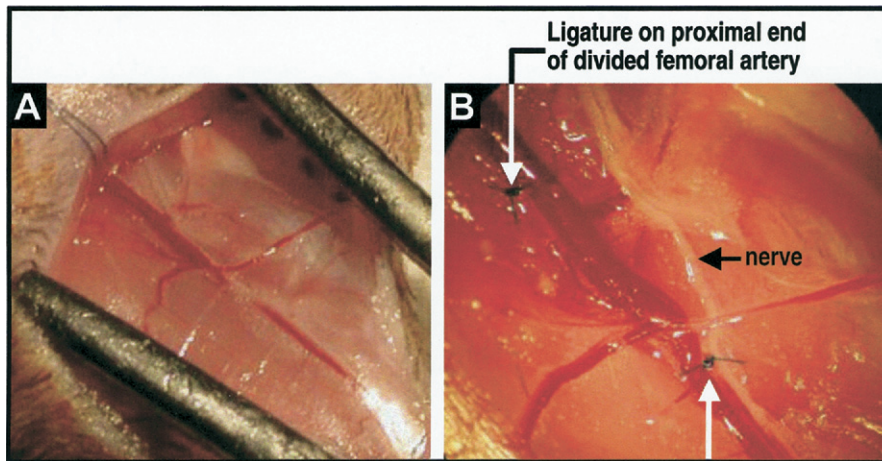 Ligature on proximal end
of divided femoral artery
A
B
nerve